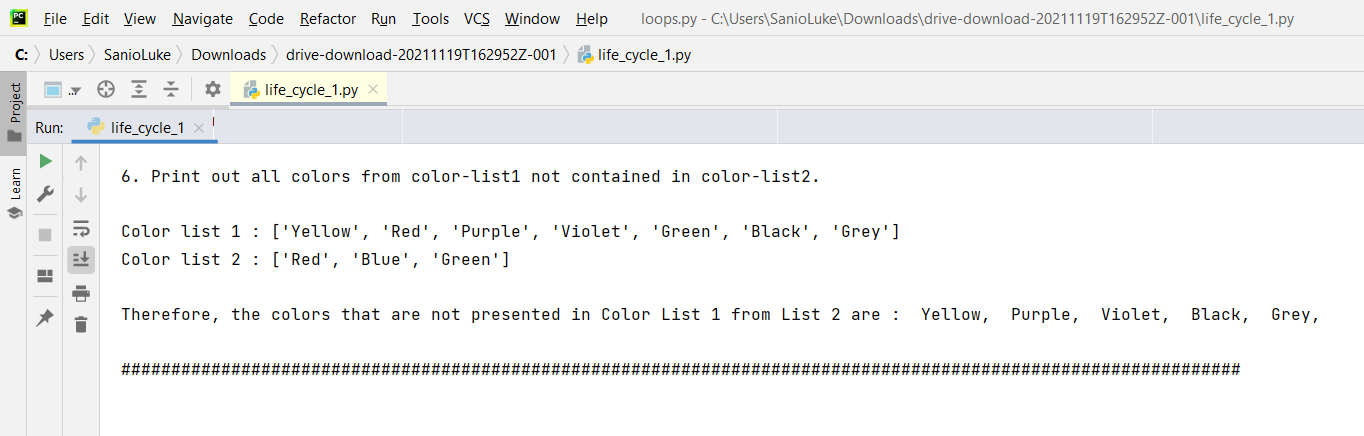 PC File Edit View Navigate Code Refactor Run Tools VCS Window Help loops.py - C:\Users\SanioLuke\Downloads\drive-download-20211119T162952Z-001\life_cycle_1.py
C: Users SanioLuke Downloads drive-download-20211119T162952Z-001 life_cycle_1.py
Project
..
life_cycle_1.py
Run: life_cycle_1
Learn
6. Print out all colors from color-list1 not contained in color-list2.
Color list 1 : ['Yellow', 'Red', 'Purple', 'Violet', 'Green', 'Black', 'Grey']
Color list 2 : ['Red', 'Blue', 'Green']
Therefore, the colors that are not presented in Color List 1 from List 2 are :  Yellow,  Purple,  Violet,  Black,  Grey,
################################################################################################################